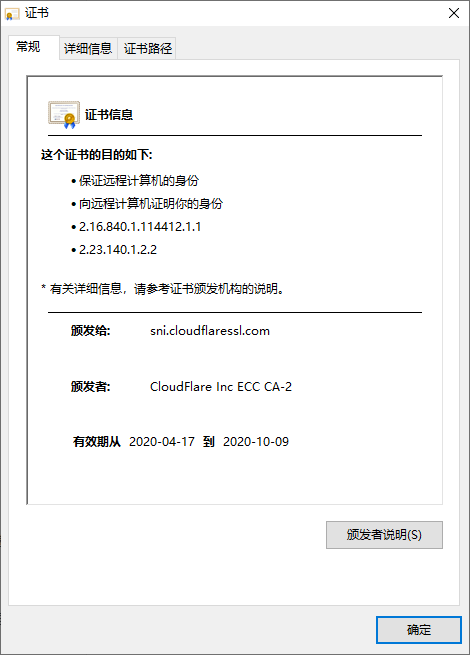 证书
常规 详细信息 证书路径
证书信息
这个证书的目的如下:
• 保证远程计算机的身份
• 向远程计算机证明你的身份
• 2.16.840.1.114412.1.1
• 2.23.140.1.2.2
* 有关详细信息，请参考证书颁发机构的说明。
颁发给: sni.cloudflaressl.com
颁发者: CloudFlare Inc ECC CA-2
有效期从 2020-04-17 到 2020-10-09
颁发者说明(S)
确定